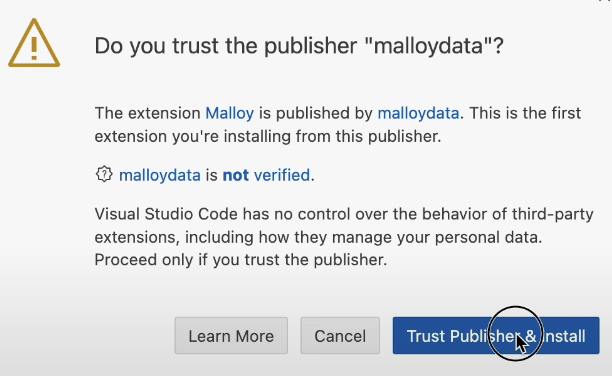 Do you trust the publisher "malloydata"?
The extension Malloy is published by malloydata. This is the first
extension you're installing from this publisher.
malloydata is not verified.
Visual Studio Code has no control over the behavior of third-party
extensions, including how they manage your personal data.
Proceed only if you trust the publisher.
Learn More
Cancel
Trust Publisher & Install